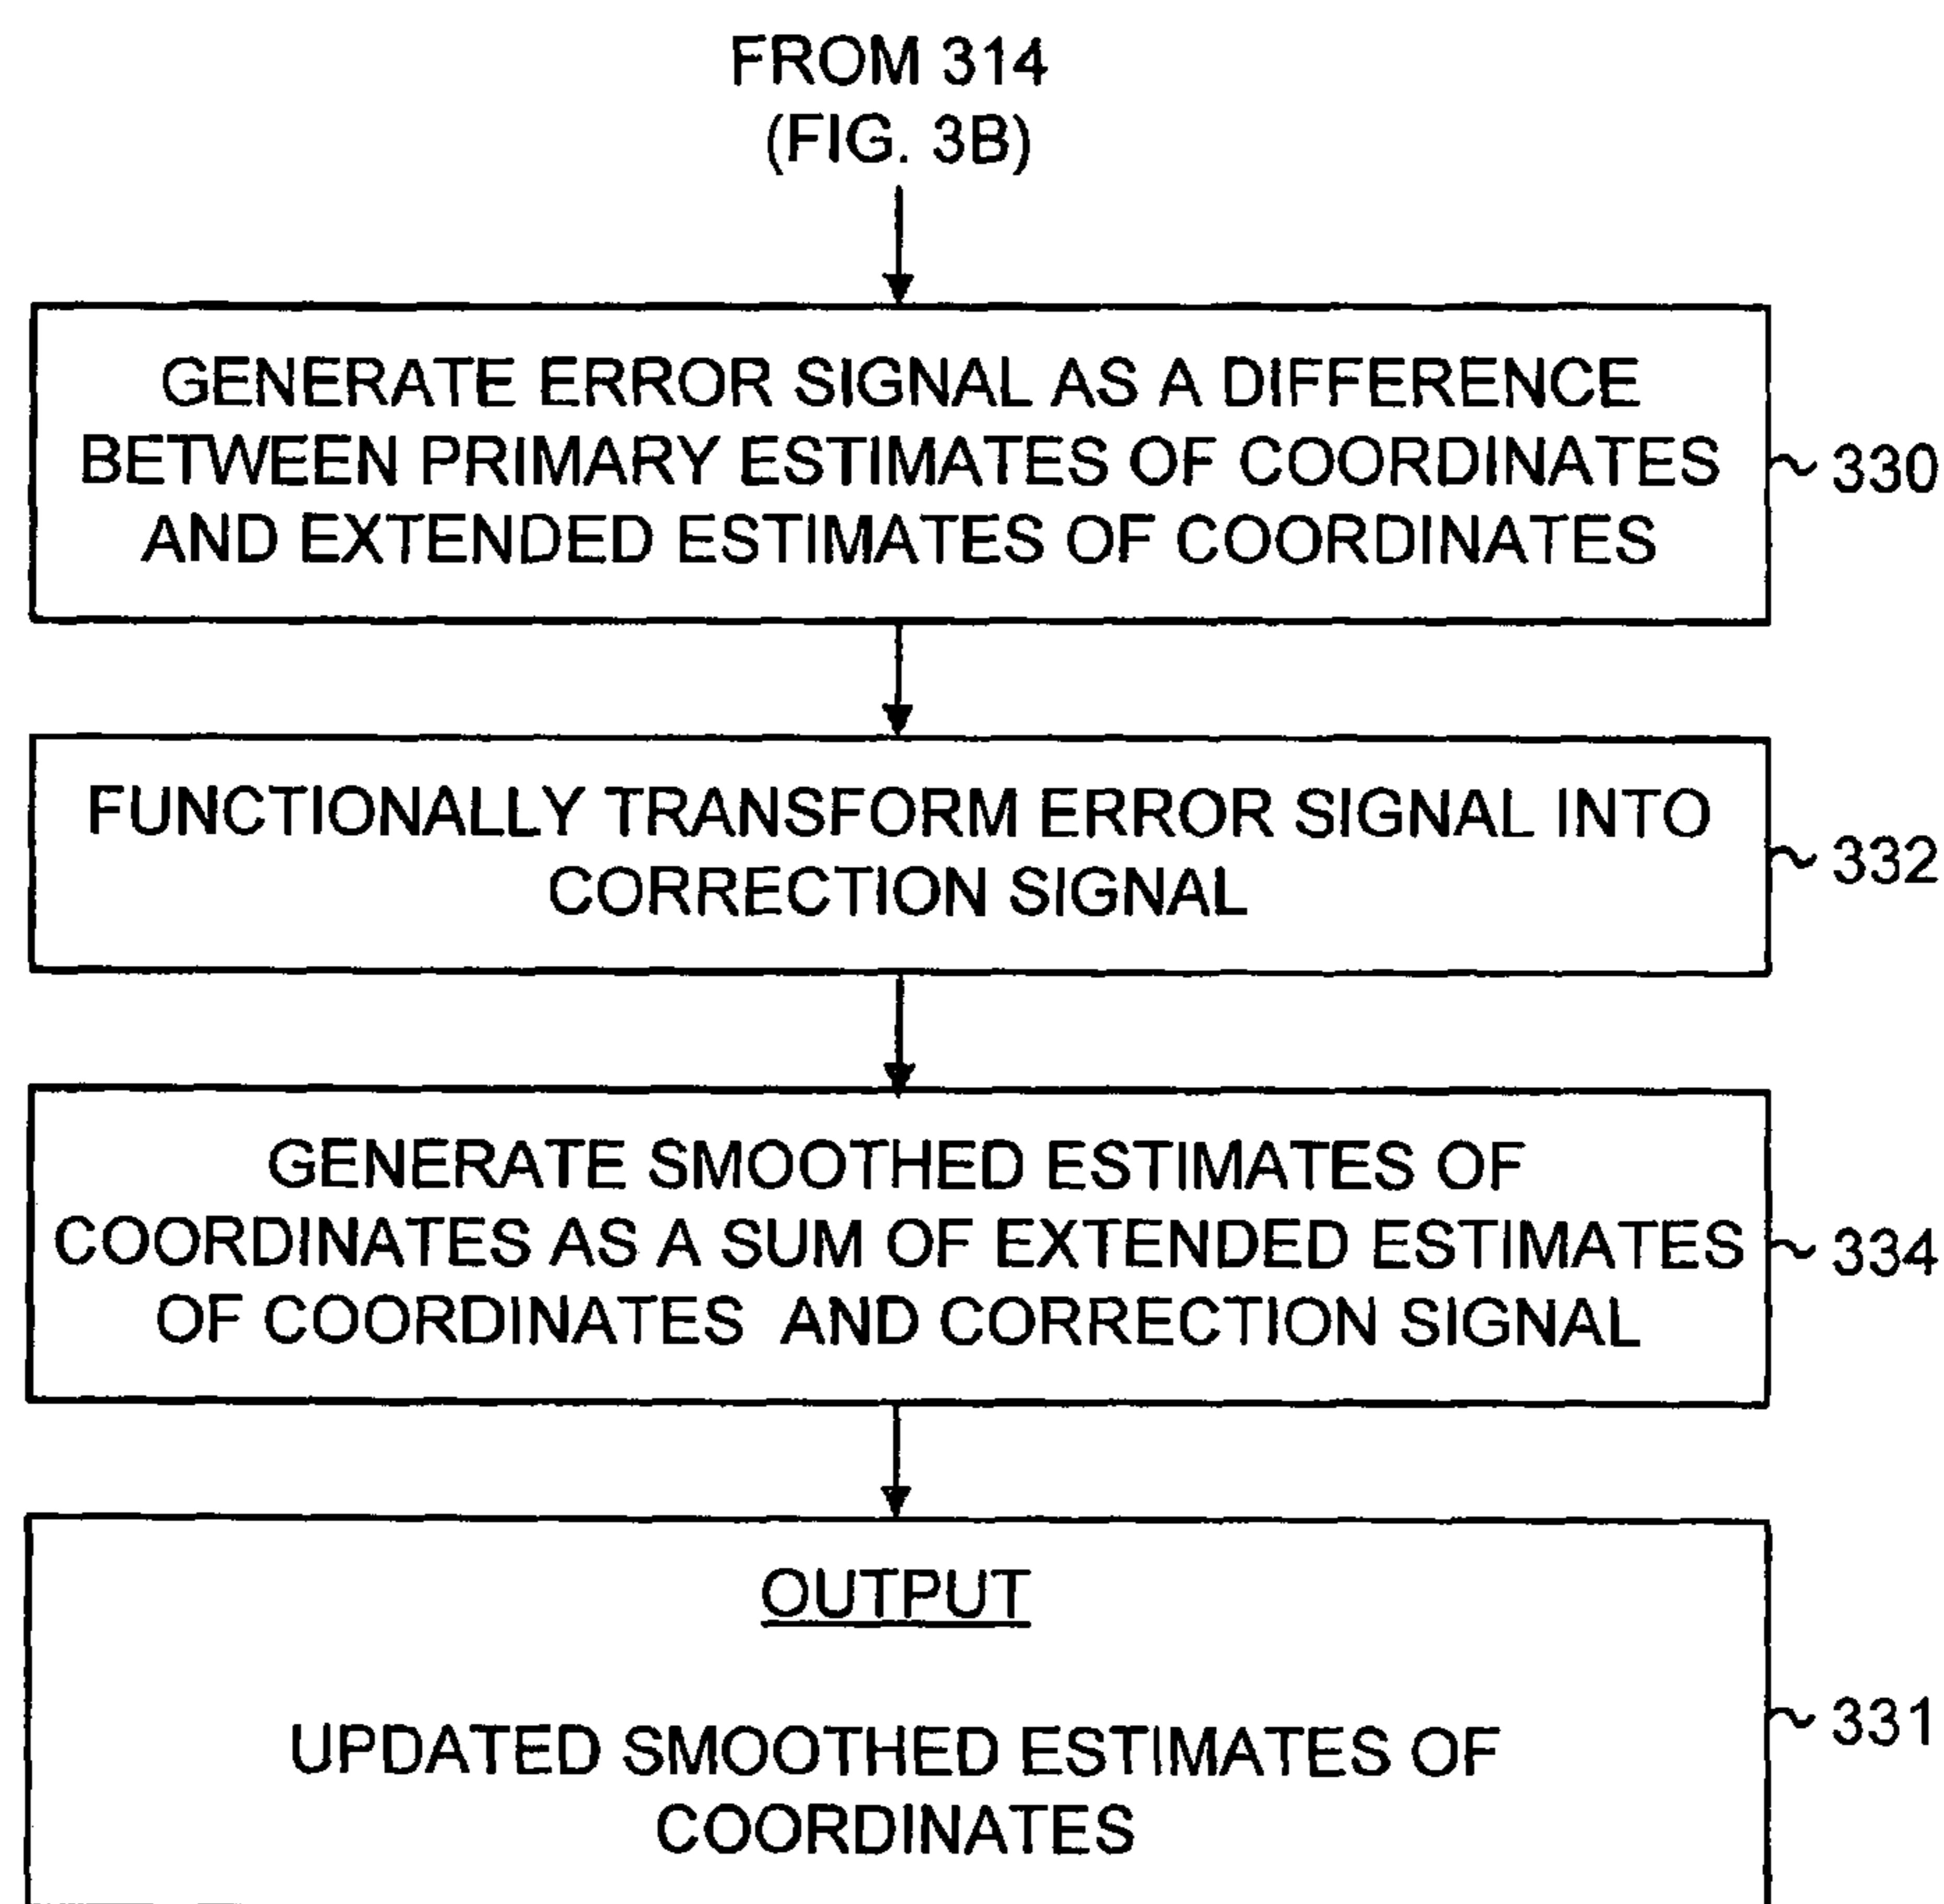 FROM 314
(FIG. 3B)
GENERATE ERROR SIGNAL AS A DIFFERENCE
BETWEEN PRIMARY ESTIMATES OF COORDINATES
AND EXTENDED ESTIMATES OF COORDINATES
330
FUNCTIONALLY TRANSFORM ERROR SIGNAL INTO
CORRECTION SIGNAL
332
GENERATE SMOOTHED ESTIMATES OF
COORDINATES AS A SUM OF EXTENDED ESTIMATES
OF COORDINATES AND CORRECTION SIGNAL
334
OUTPUT
UPDATED SMOOTHED ESTIMATES OF
COORDINATES
331